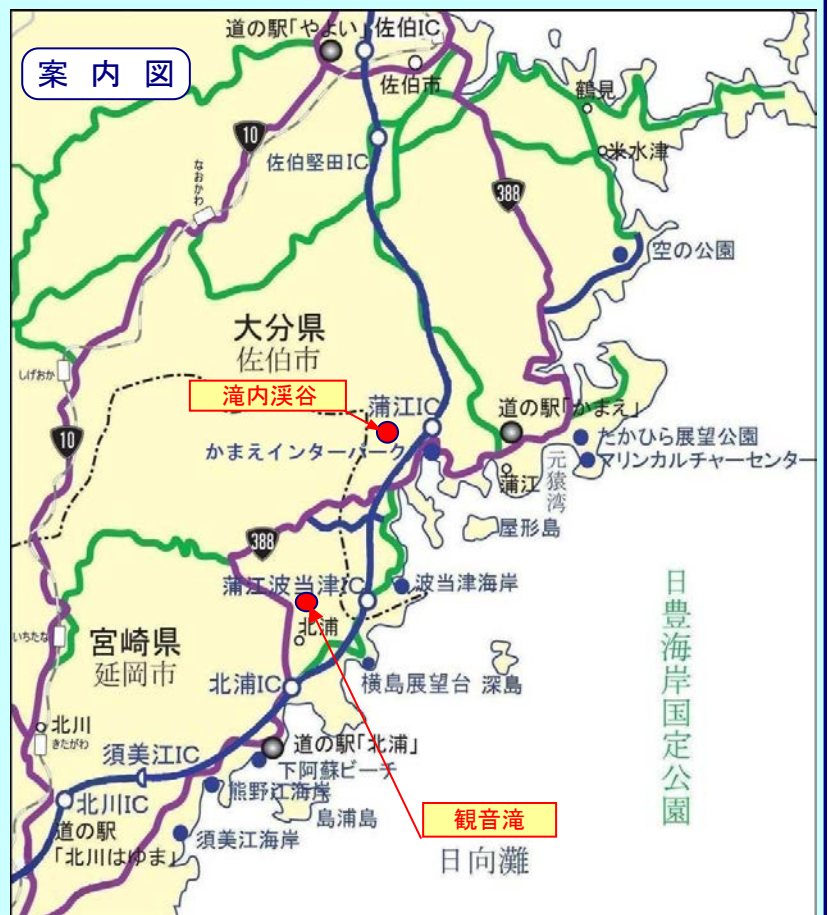 案 内 図
道の駅「やよい」
佐伯IC
佐伯市
鶴見
米水津
10
佐伯堅田IC
なおかわ
388
空の公園
大分県
佐伯市
しげおか
滝内渓谷
蒲江IC
道の駅「かまえ」
10
かまえインターパーク
たかひら展望公園
マリンカルチャーセンター
蒲江
元猿湾
屋形島
388
蒲江波当津IC
波当津海岸
日豊海岸国定公園
いちたな
宮崎県
延岡市
北浦
北浦IC
横島展望台
深島
北川
きたがわ
須美江IC
道の駅「北浦」
下阿蘇ビーチ
熊野江海岸
北川IC
島浦島
観音滝
道の駅
「北川はゆま」
須美江海岸
日向灘